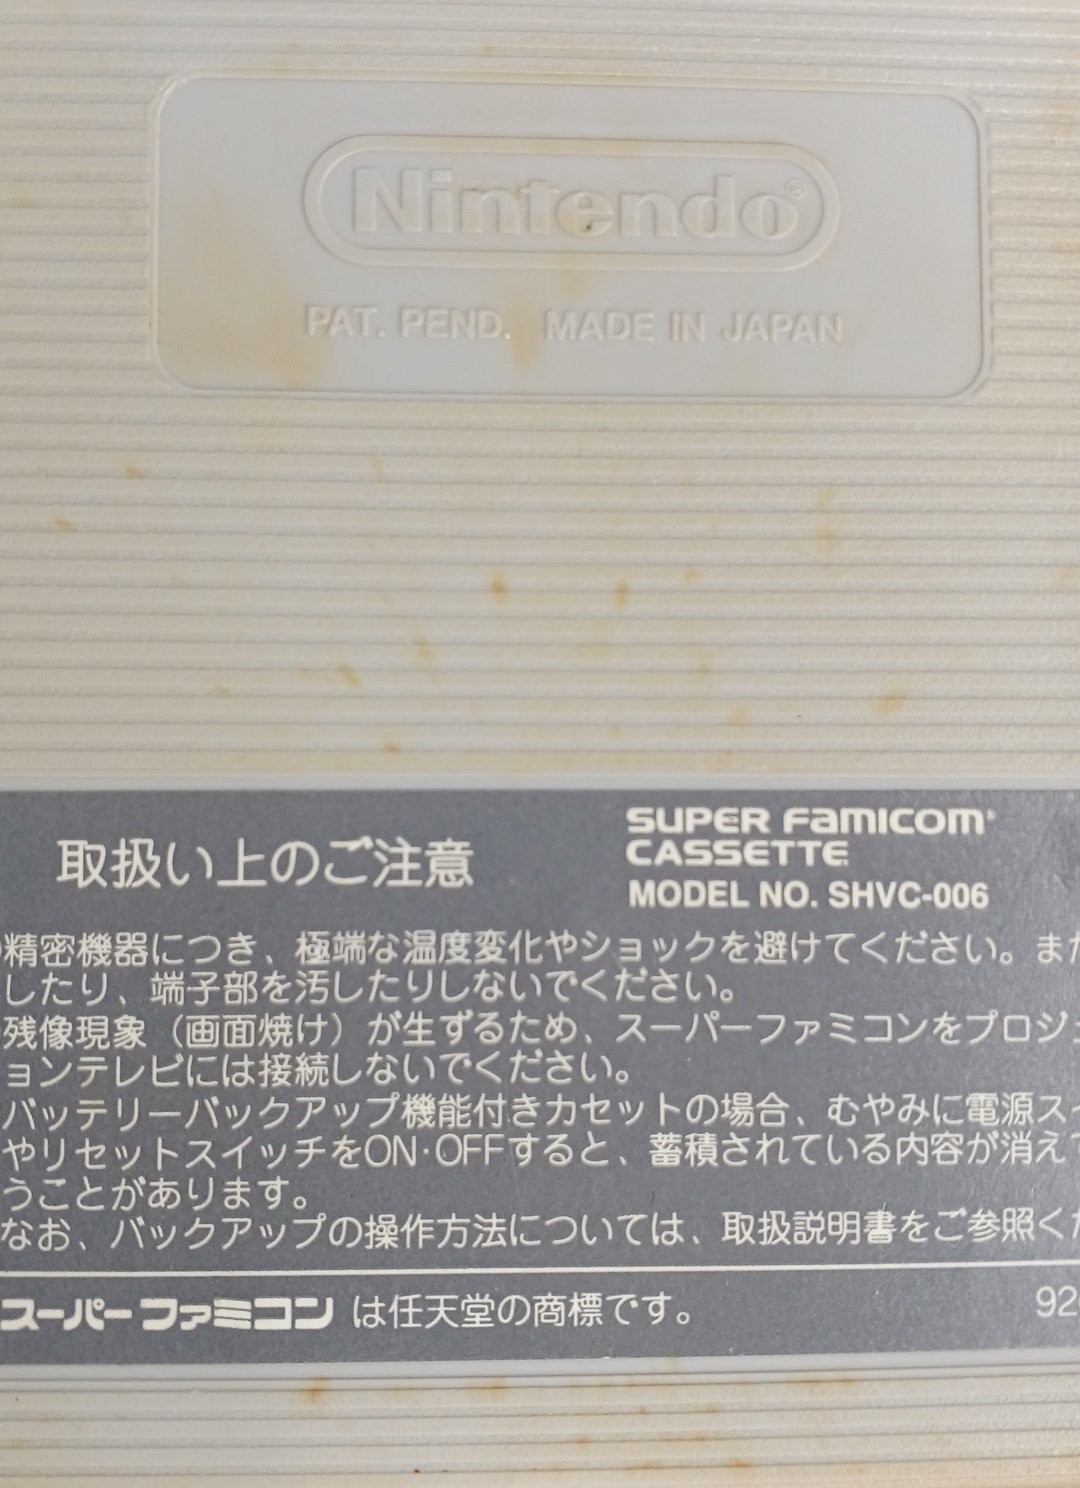 Nintendo®
PAT. PEND. MADE IN JAPAN
取扱い上のご注意
SUPER FAMICOM®
CASSETTE
MODEL NO. SHVC-006
精密機器につき、極端な温度変化やショックを避けてください。また
したり、端子部を汚したりしないでください。
残像現象（画面焼け）が生ずるため、スーパーファミコンをプロジェ
ョンテレビには接続しないでください。
バッテリーバックアップ機能付きカセットの場合、むやみに電源スイ
やリセットスイッチをON·OFFすると、蓄積されている内容が消えて
うことがあります。
なお、バックアップの操作方法については、取扱説明書をご参照くだ
スーパーファミコン は任天堂の商標です。
92